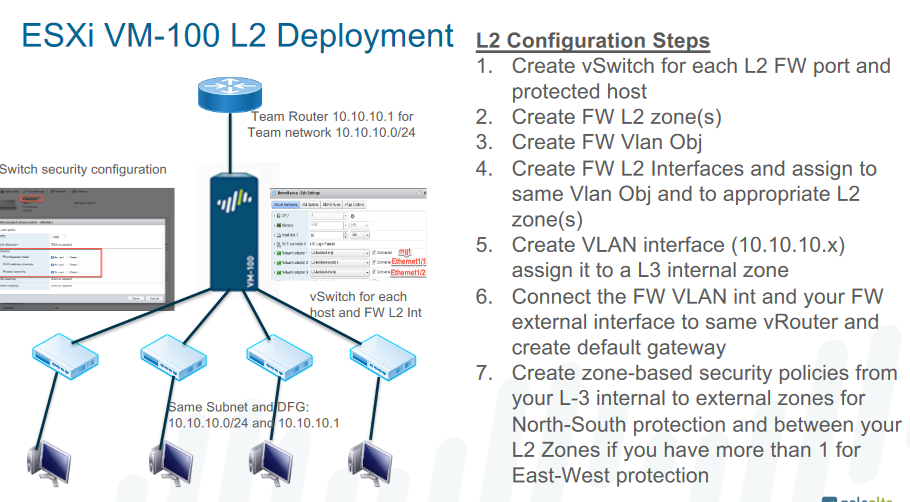 ESXi VM-100 L2 Deployment
L2 Configuration Steps
1. Create vSwitch for each L2 FW port and
protected host
2. Create FW L2 zone(s)
3. Create FW Vlan Obj
4. Create FW L2 Interfaces and assign to
same Vlan Obj and to appropriate L2
zone(s)
5. Create VLAN interface (10.10.10.x)
assign it to a L3 internal zone
6. Connect the FW VLAN int and your FW
external interface to same vRouter and
create default gateway
7. Create zone-based security policies from
your L-3 internal to external zones for
North-South protection and between your
L2 Zones if you have more than 1 for
East-West protection
Team Router 10.10.10.1 for
Team network 10.10.10.0/24
Switch security configuration
VM-100
mgt
Ethernet1/1
Ethernet1/2
vSwitch for each
host and FW L2 Int
Same Subnet and DFG:
10.10.10.0/24 and 10.10.10.1